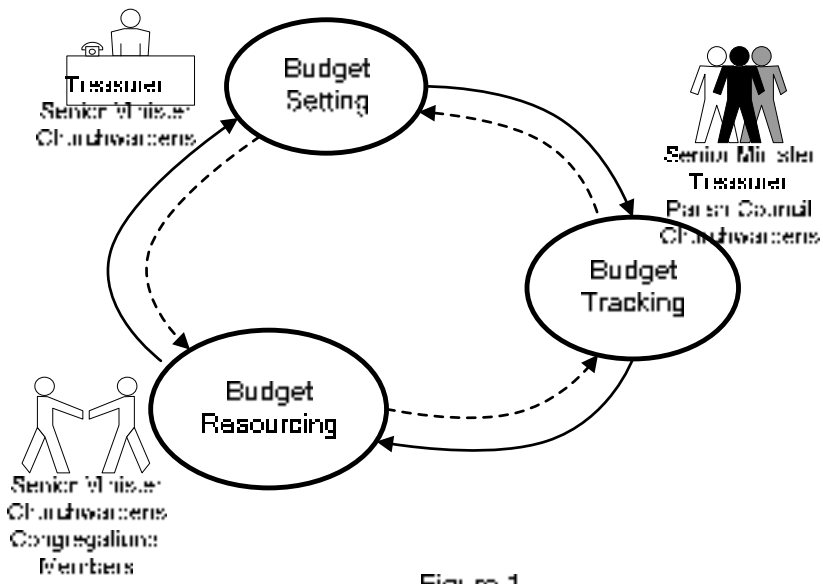 Budget
Setting
Treasurer
Senior Minister
Churchwardens
Senior Minister
Treasurer
Parish Council
Churchwardens
Budget
Tracking
Budget
Resourcing
Senior Minister
Churchwardens
Congregational
Members
Figure 1